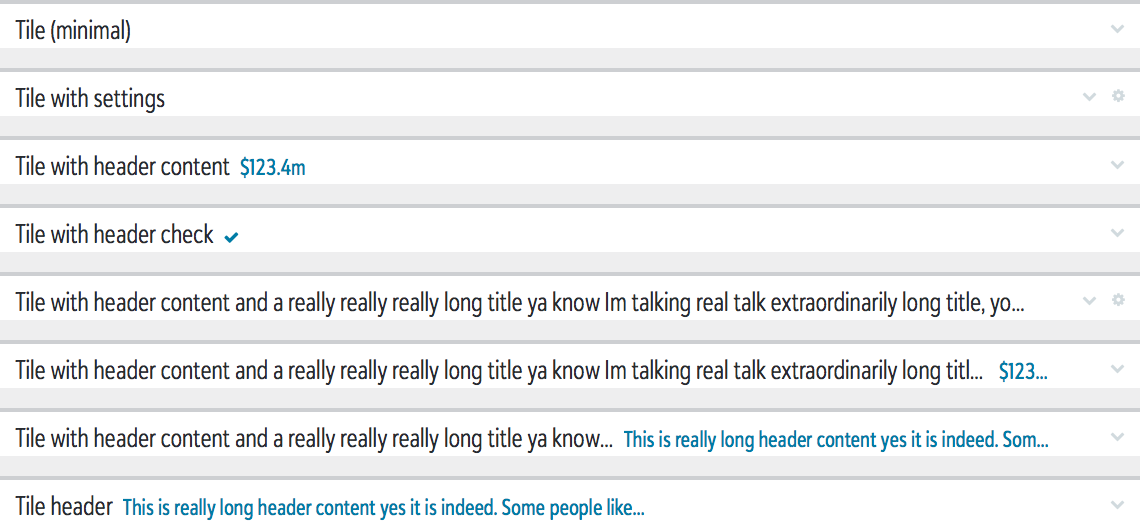 Tile (minimal)
Tile with settings
Tile with header content $123.4m
Tile with header check
Tile with header content and a really really really long title ya know Im talking real talk extraordinarily long title, yo...
Tile with header content and a really really really long title ya know Im talking real talk extraordinarily long titl... $123...
Tile with header content and a really really really long title ya know... This is really long header content yes it is indeed. Som...
Tile header This is really long header content yes it is indeed. Some people like...